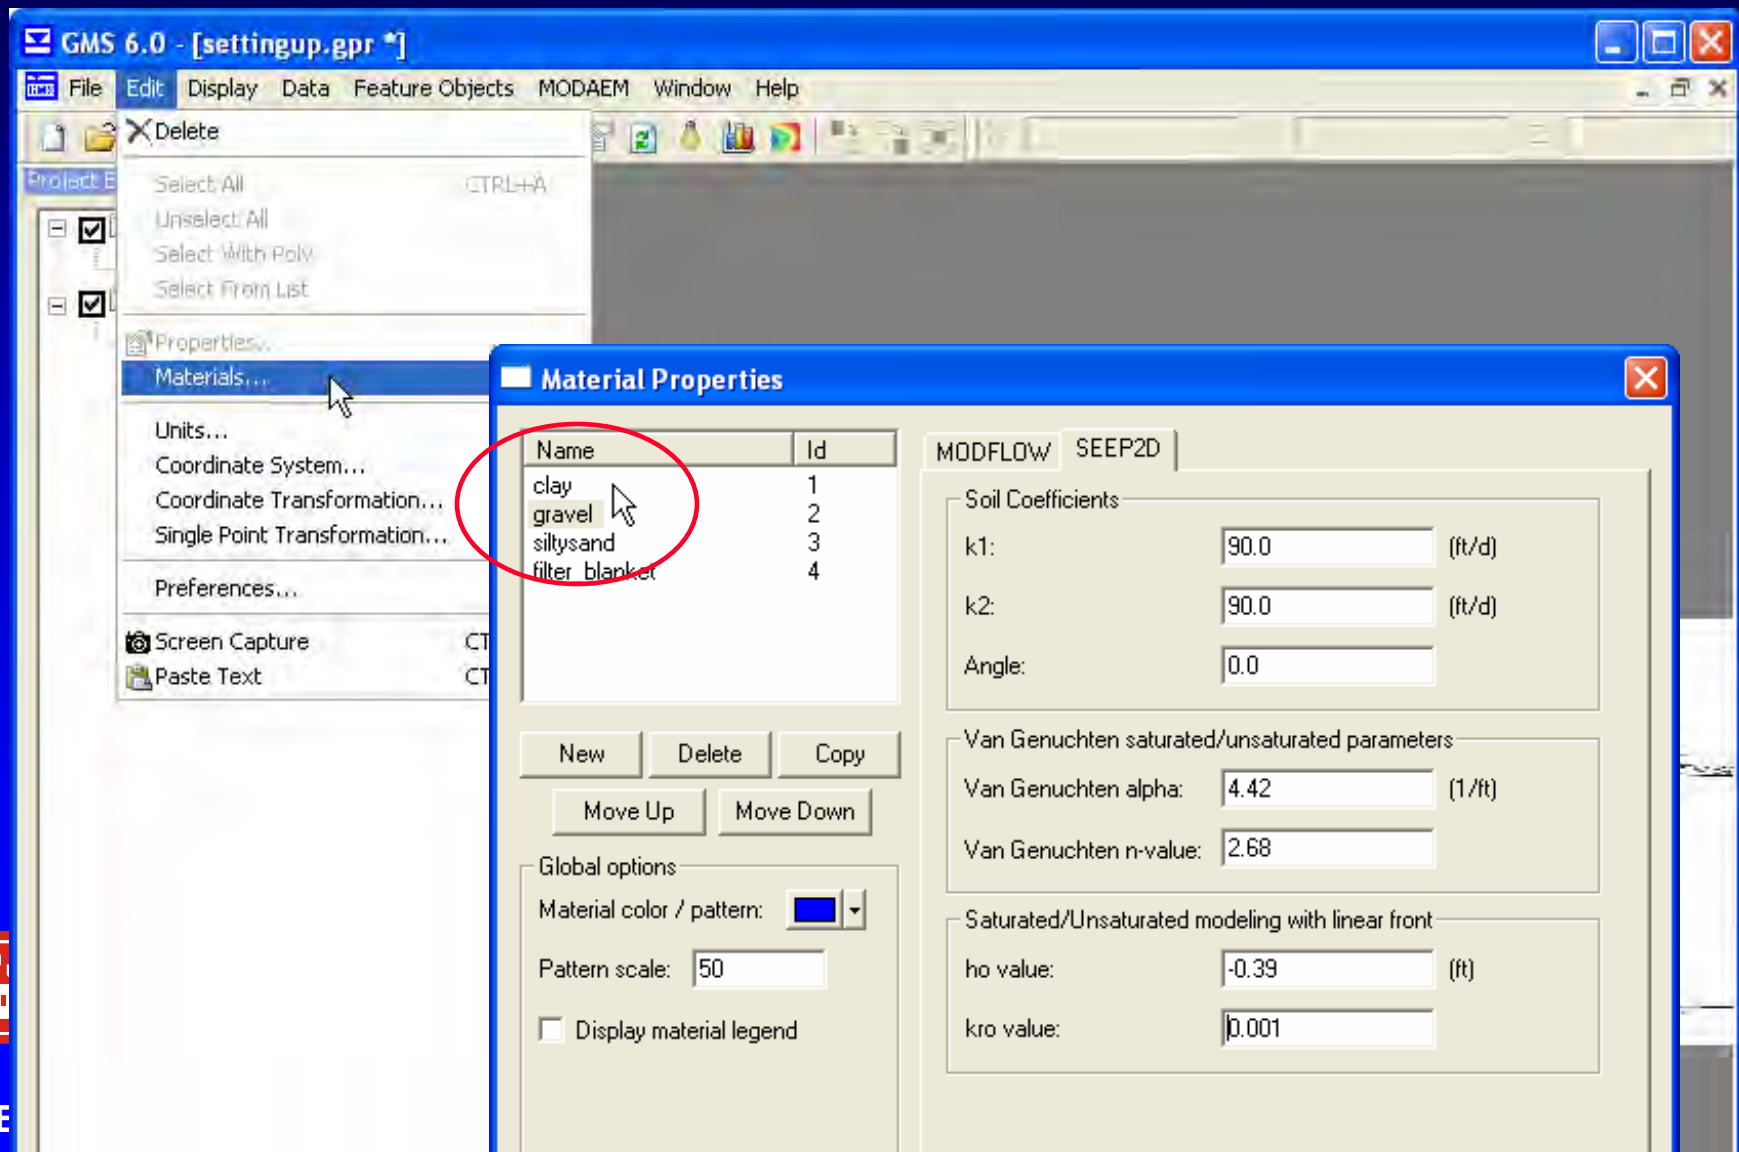 GMS 6.0 - [settingup.gpr *]
File Edit Display Data Feature Objects MODAEM Window Help
Delete
Project E
Select All CTRL+A
Unselect All
Select With Poly
Select From List
Properties...
Materials...
Units...
Coordinate System...
Coordinate Transformation...
Single Point Transformation...
Preferences...
Screen Capture CT
Paste Text CT
Material Properties
Name Id
clay 1
gravel 2
siltysand 3
filter_blanket 4
New Delete Copy
Move Up Move Down
Global options
Material color / pattern:
Pattern scale: 50
Display material legend
MODFLOW SEEP2D
Soil Coefficients
k1: 90.0 (ft/d)
k2: 90.0 (ft/d)
Angle: 0.0
Van Genuchten saturated/unsaturated parameters
Van Genuchten alpha: 4.42 (1/ft)
Van Genuchten n-value: 2.68
Saturated/Unsaturated modeling with linear front
ho value: -0.39 (ft)
kro value: 0.001
E